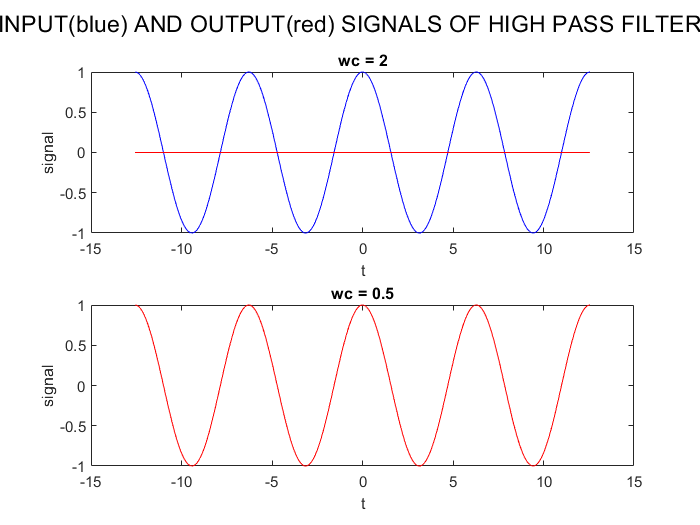 INPUT(blue) AND OUTPUT(red) SIGNALS OF HIGH PASS FILTER
wc = 2
1
0.5
0
-0.5
-1
signal
-15 -10 -5 0 5 10 15
t
wc = 0.5
1
0.5
0
-0.5
-1
signal
-15 -10 -5 0 5 10 15
t